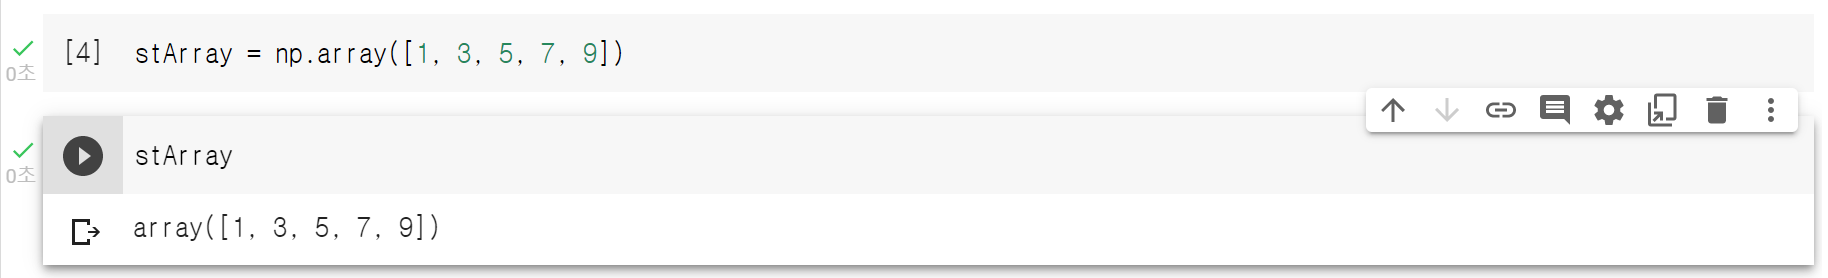 [4] stArray = np.array([1, 3, 5, 7, 9])
0초
stArray
0초
array([1, 3, 5, 7, 9])